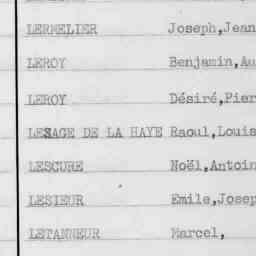 LERMELIER Joseph,Jean
LEROY Benjamin,Au
LEROY Désiré,Pier
LESAGE DE LA HAYE Raoul,Louis
LESCURE Noël,Antoin
LESIEUR Emile,Josep
LETANNEUR Marcel,